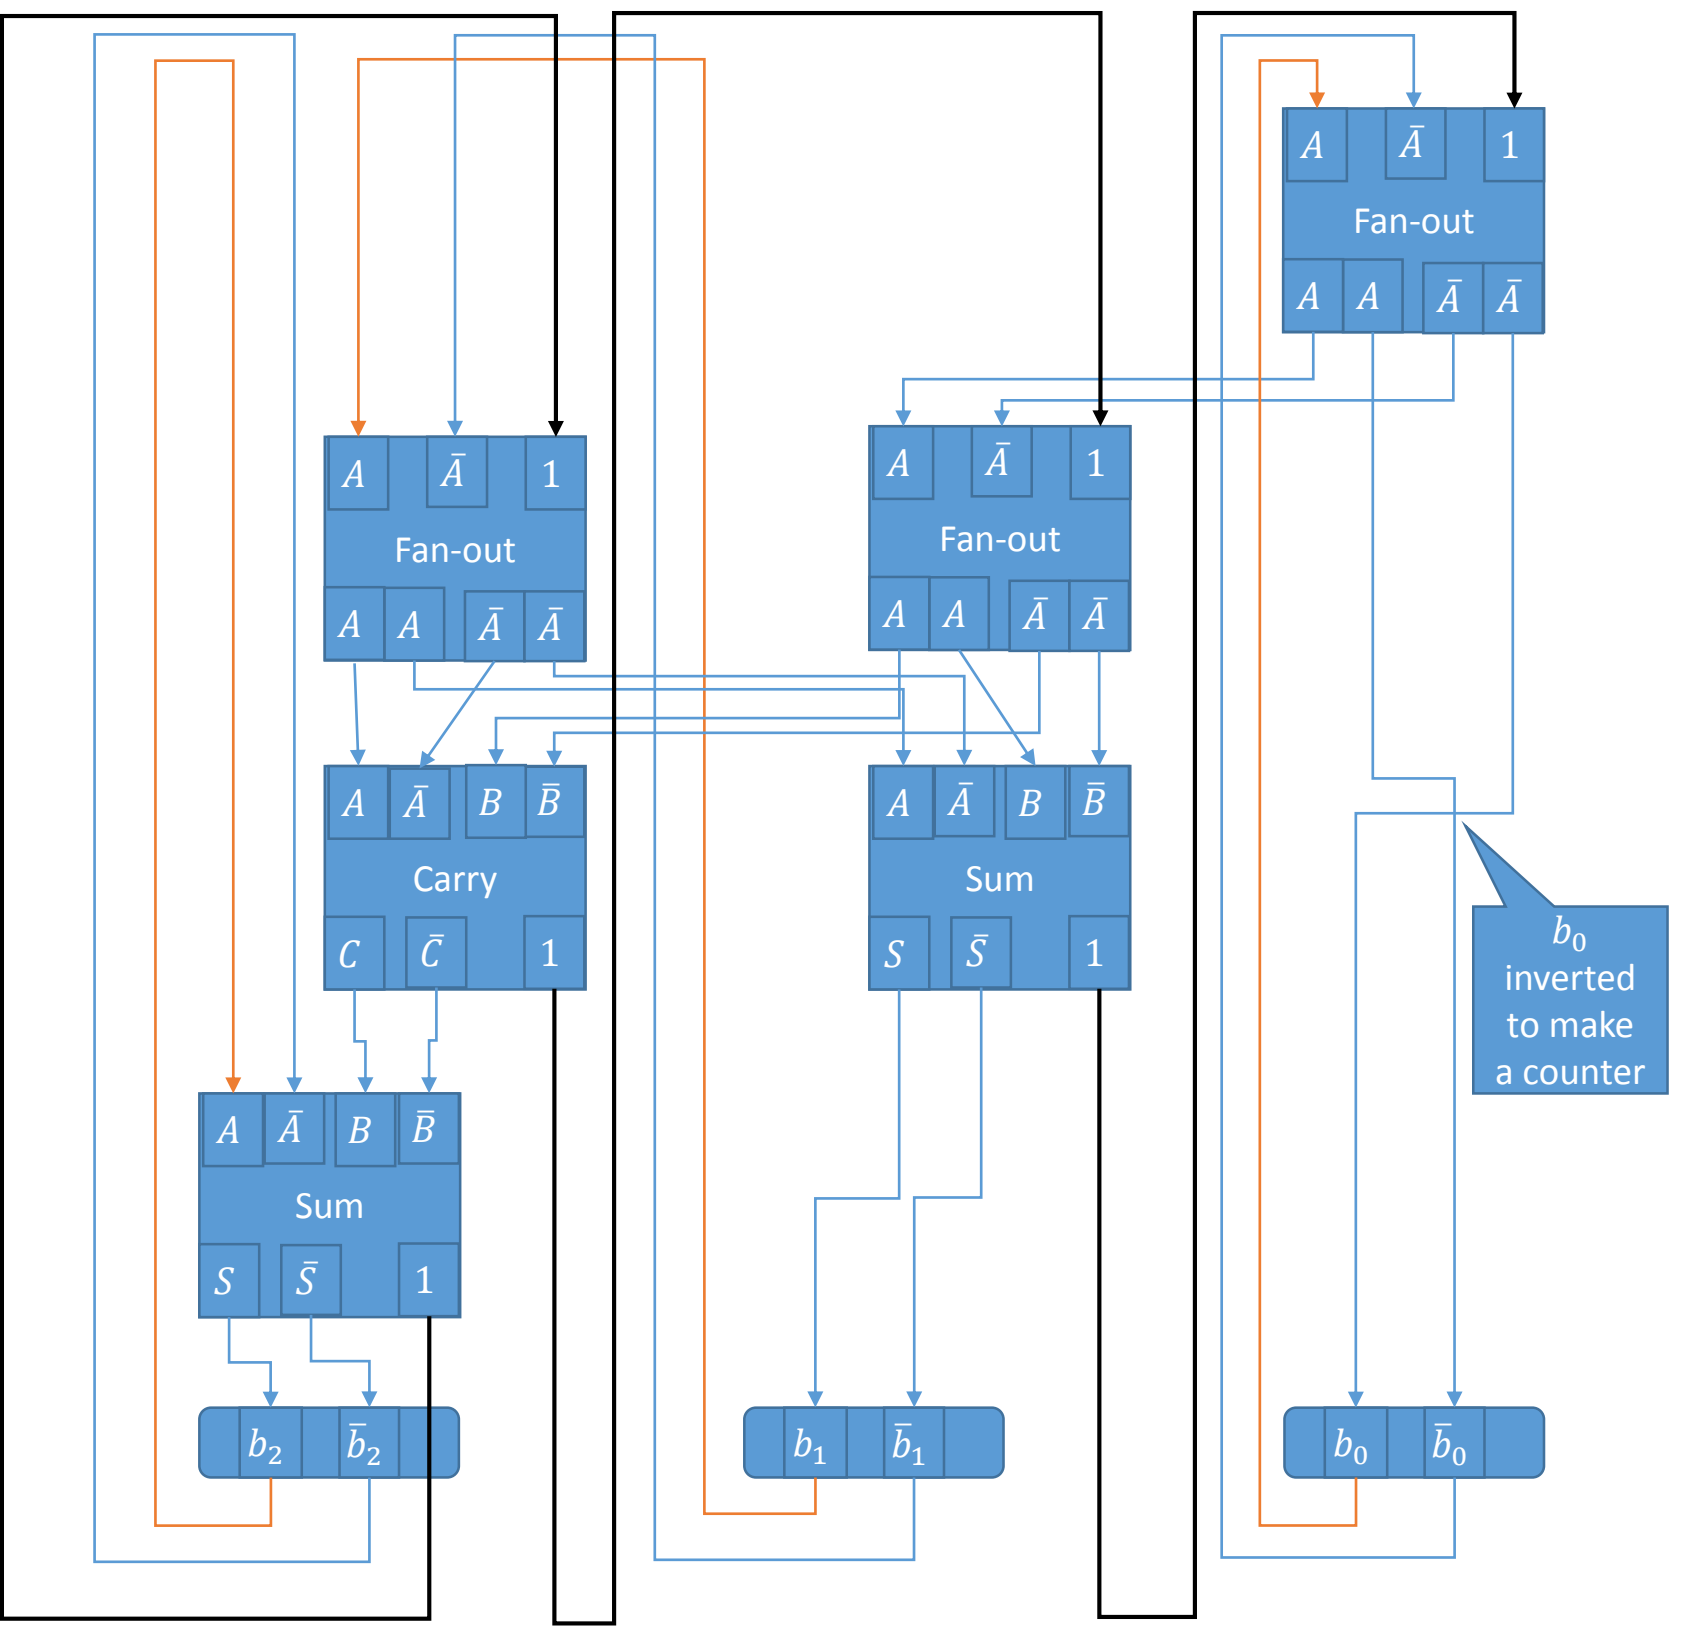 A Ā 1
Fan-out
A A Ā Ā
A Ā 1
Fan-out
A A Ā Ā
A Ā 1
Fan-out
A A Ā Ā
A Ā B B̄
Carry
C C̄ 1
A Ā B B̄
Sum
S S̄ 1
b₀
inverted
to make
a counter
A Ā B B̄
Sum
S S̄ 1
b₂ b̄₂
b₁ b̄₁
b₀ b̄₀